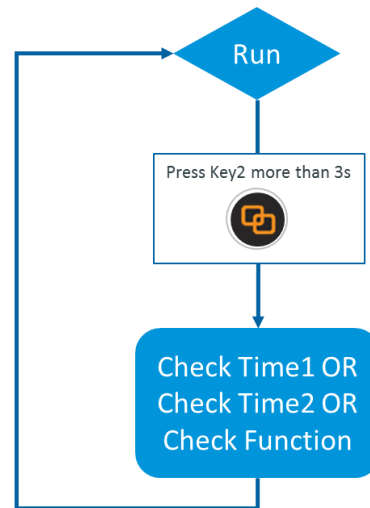 Run
Press Key2 more than 3s
Check Time1 OR
Check Time2 OR
Check Function